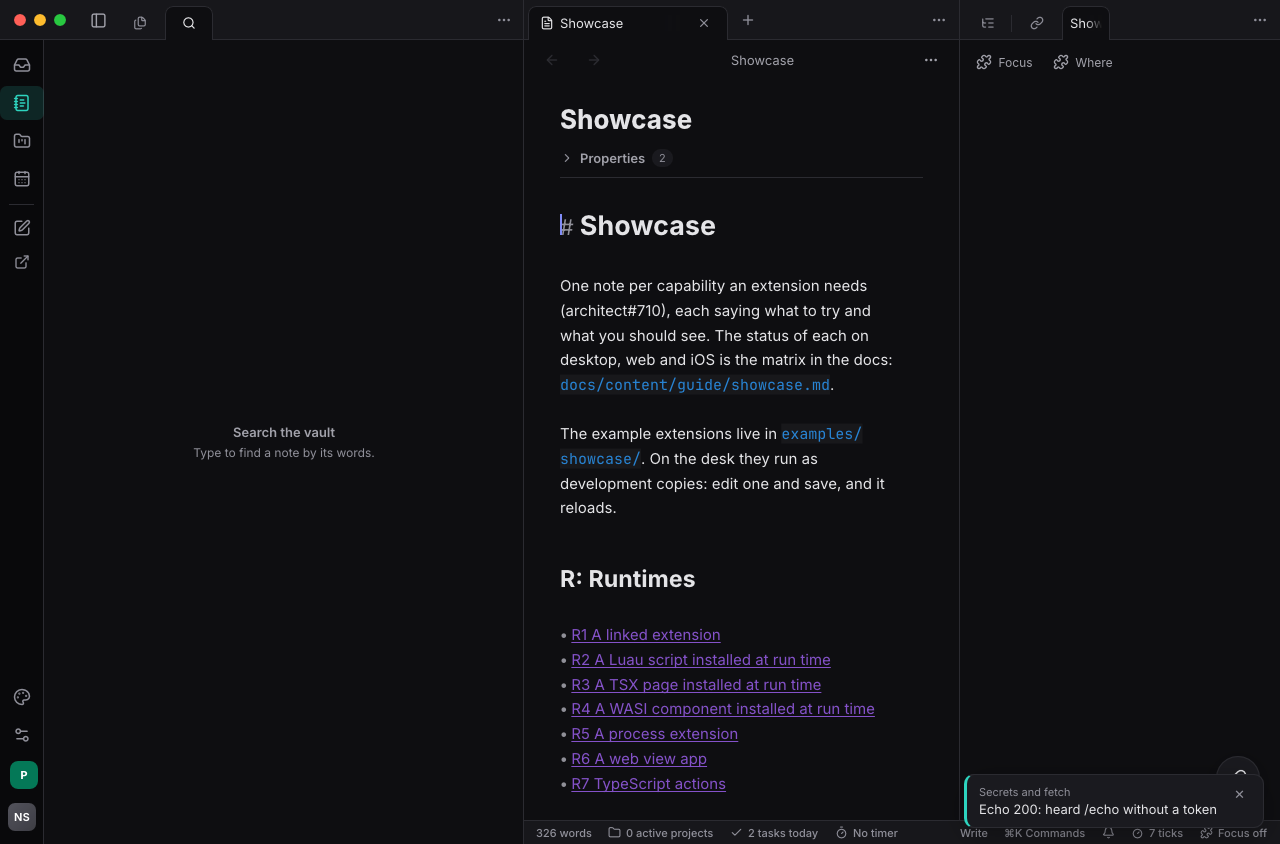 Showcase
Show
Showcase
Focus
Where
Showcase
Properties 2
# Showcase
One note per capability an extension needs
(architect#710), each saying what to try and
what you should see. The status of each on
desktop, web and iOS is the matrix in the docs:
docs/content/guide/showcase.md.
The example extensions live in examples/
showcase/. On the desk they run as
development copies: edit one and save, and it
reloads.
R: Runtimes
• R1 A linked extension
• R2 A Luau script installed at run time
• R3 A TSX page installed at run time
• R4 A WASI component installed at run time
• R5 A process extension
• R6 A web view app
• R7 TypeScript actions
Search the vault
Type to find a note by its words.
P
NS
Secrets and fetch
Echo 200: heard /echo without a token
326 words
0 active projects
2 tasks today
No timer
Write
⌘K Commands
7 ticks
Focus off